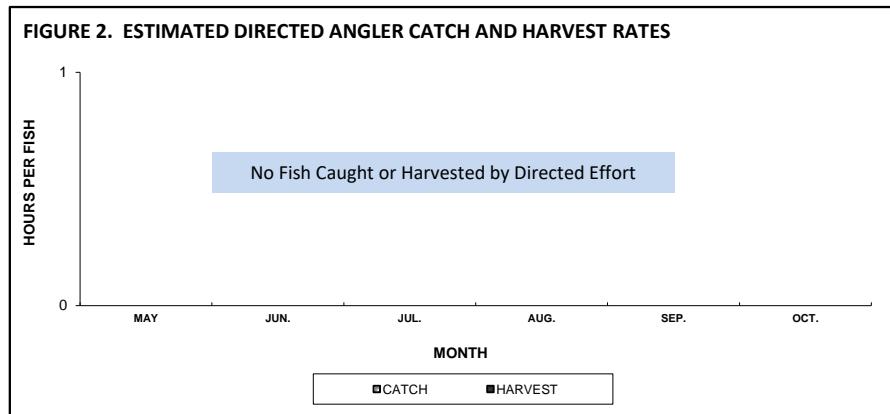 FIGURE 2. ESTIMATED DIRECTED ANGLER CATCH AND HARVEST RATES
1
No Fish Caught or Harvested by Directed Effort
HOURS PER FISH
0
MAY JUN. JUL. AUG. SEP. OCT.
MONTH
CATCH HARVEST